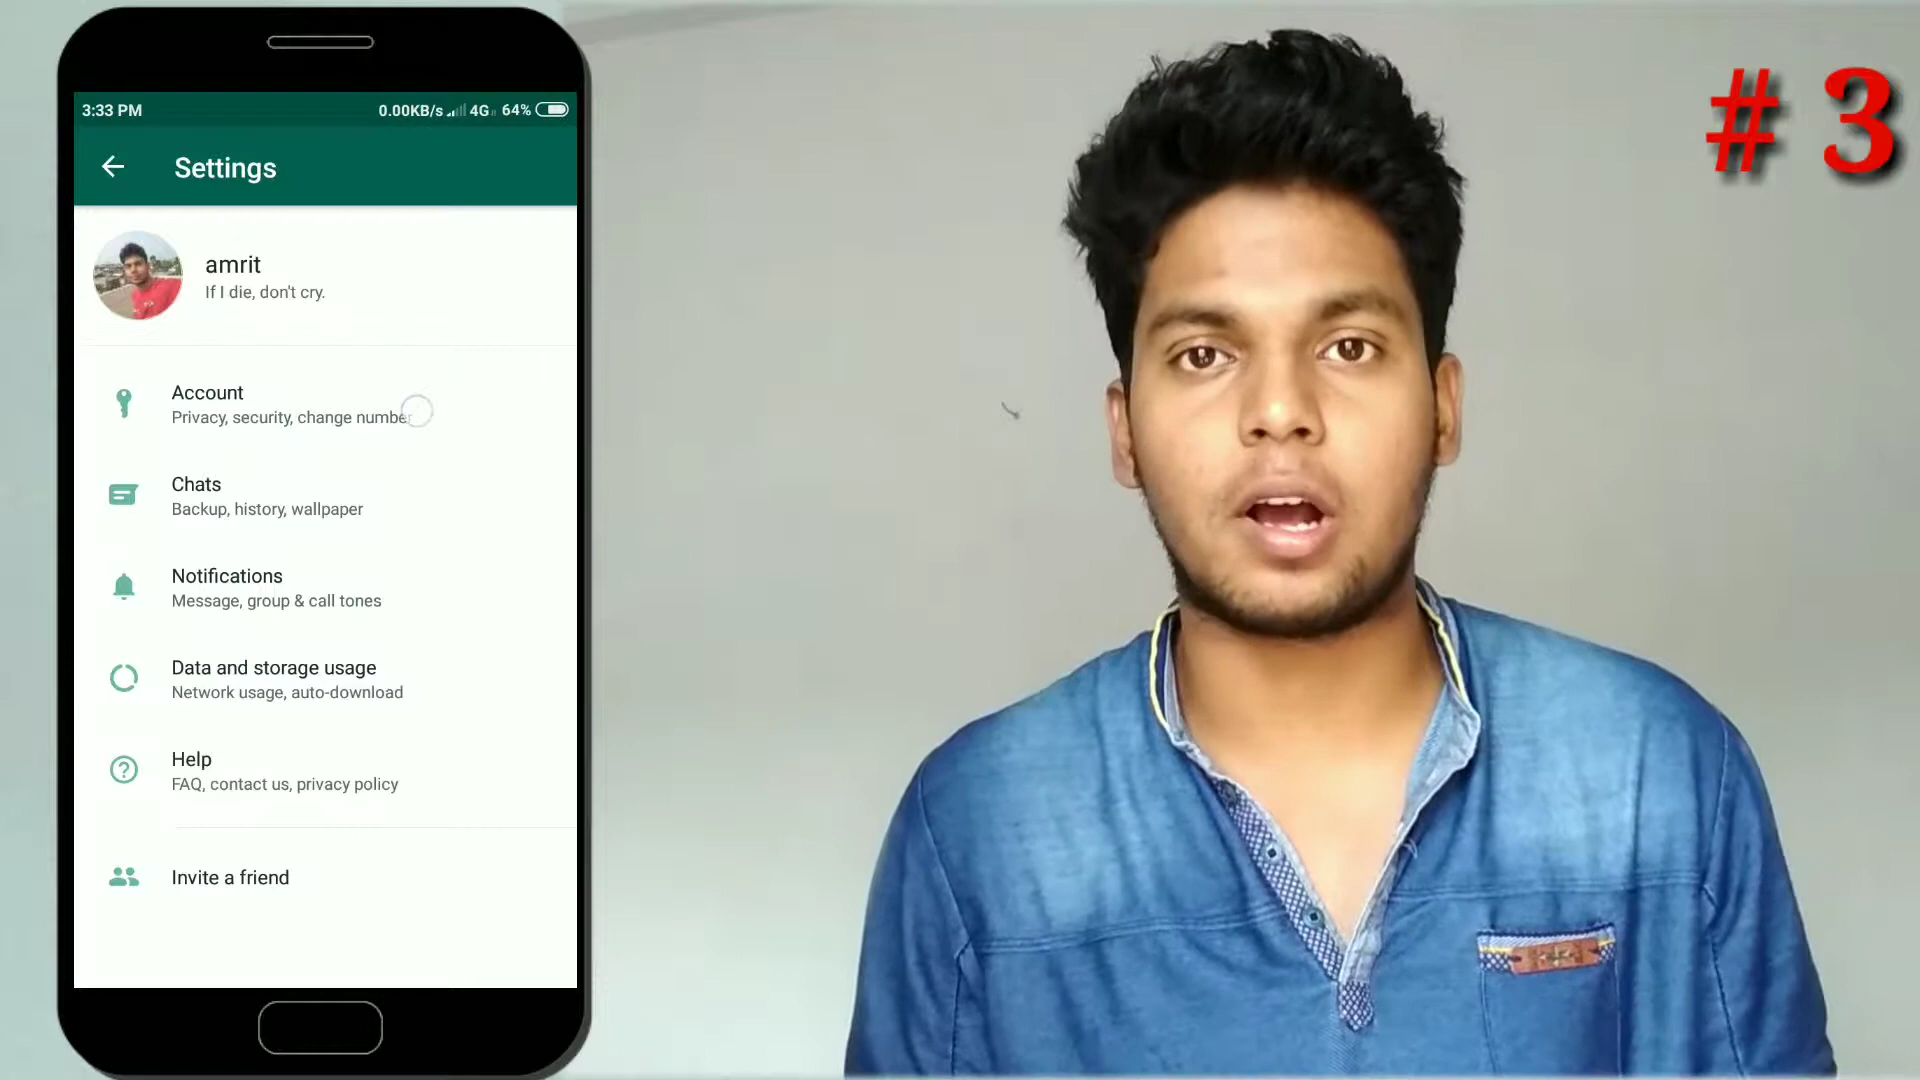 3:33 PM
0.00KB/s 4G 64%
Settings
amrit
If I die, don't cry.
Account
Privacy, security, change number
Chats
Backup, history, wallpaper
Notifications
Message, group & call tones
Data and storage usage
Network usage, auto-download
Help
FAQ, contact us, privacy policy
Invite a friend
# 3